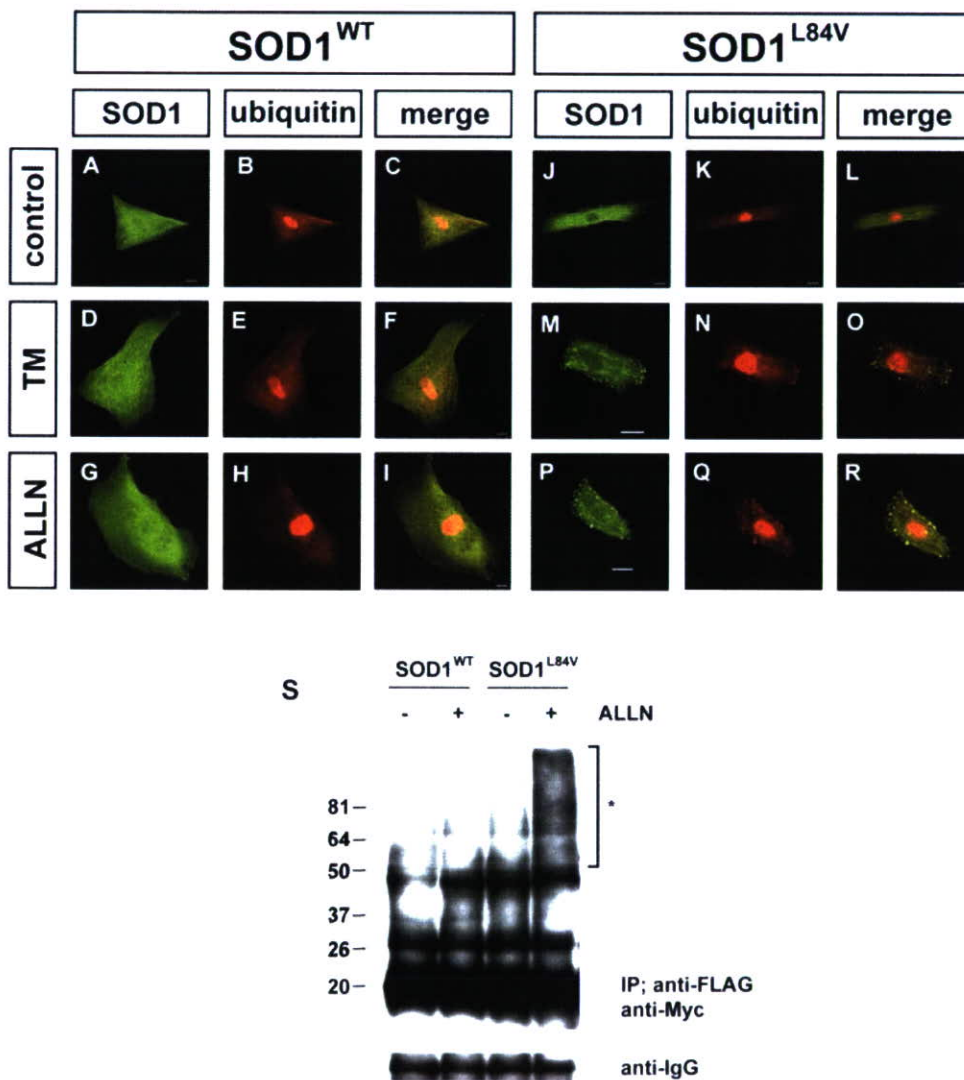 SOD1WT SOD1L84V
SOD1 ubiquitin merge SOD1 ubiquitin merge
control A B C J K L
TM D E F M N O
ALLN G H I P Q R
S SOD1WT SOD1L84V
- + - + ALLN
81
*
64
50
37
26
20 IP; anti-FLAG
anti-Myc
anti-IgG